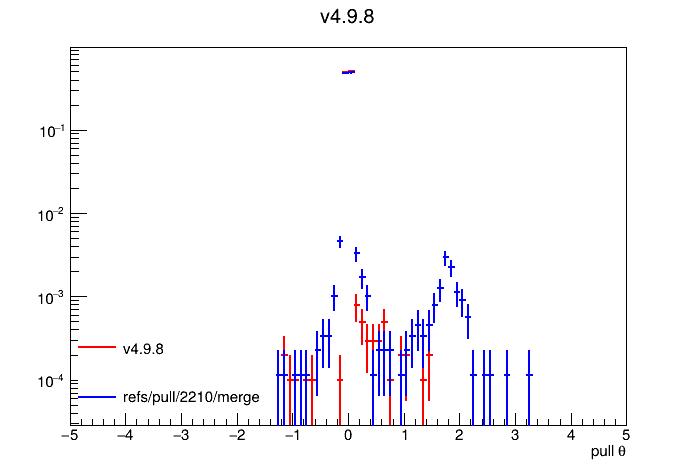 v4.9.8
10⁻¹
10⁻²
10⁻³
10⁻⁴
v4.9.8
refs/pull/2210/merge
−5 −4 −3 −2 −1 0 1 2 3 4 5
pull θ